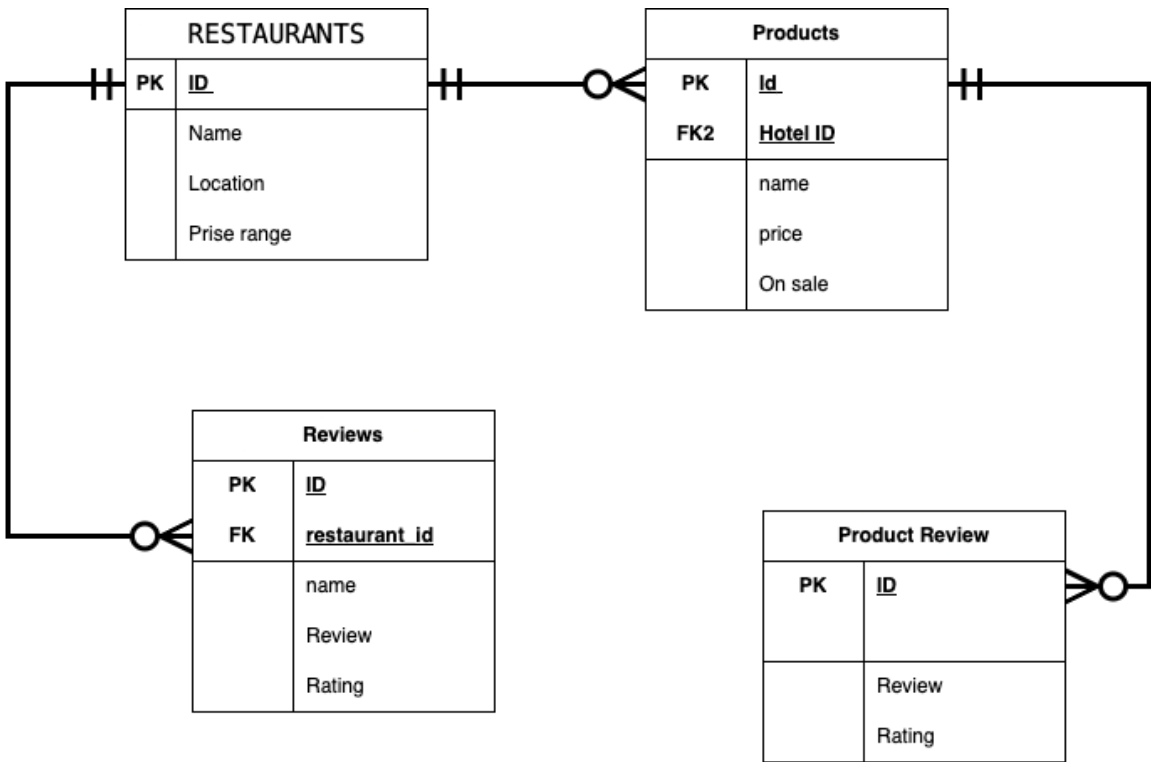 RESTAURANTS
PK ID
Name
Location
Prise range
Products
PK Id
FK2 Hotel ID
name
price
On sale
Reviews
PK ID
FK restaurant_id
name
Review
Rating
Product Review
PK ID
Review
Rating